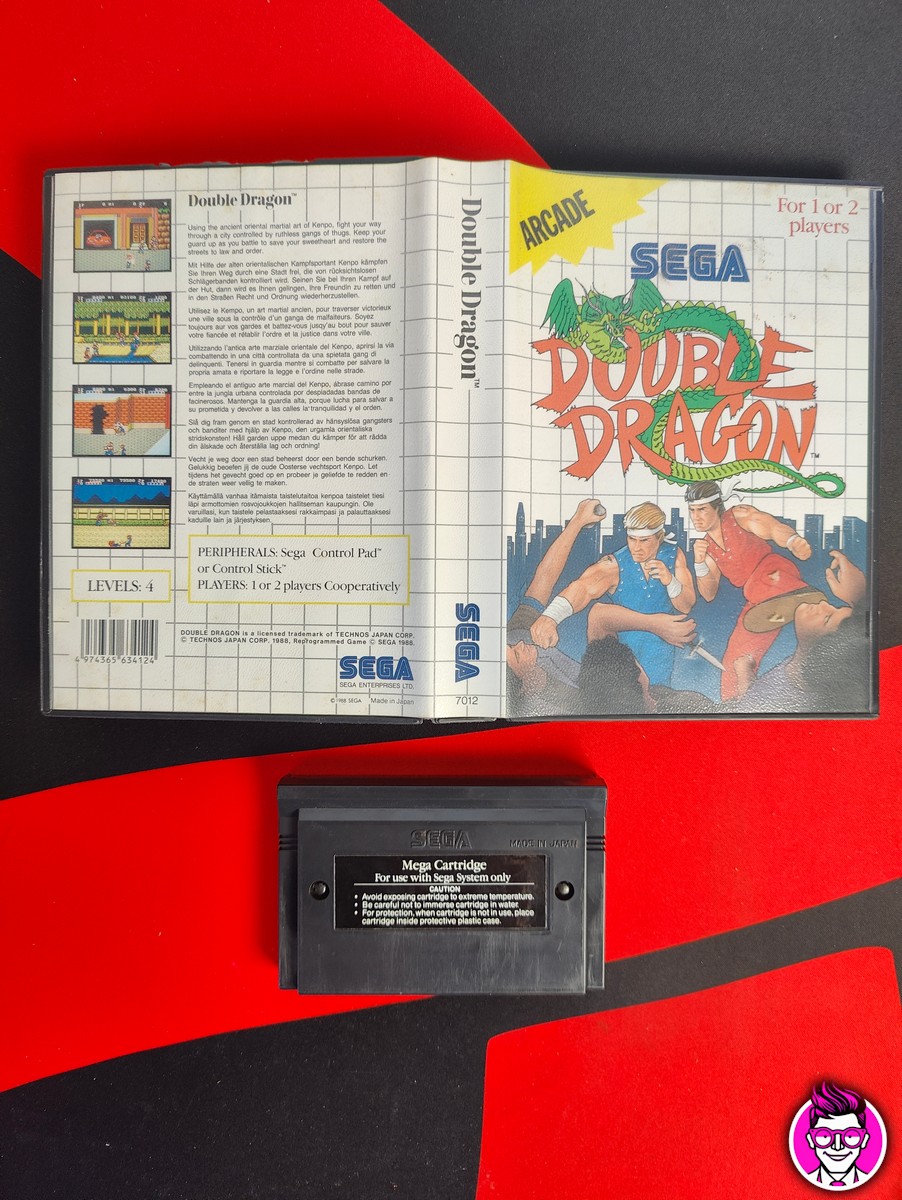 Double Dragon™
Using the ancient oriental martial art of Kenpo, fight your way
through a city controlled by ruthless gangs of thugs. Keep your
guard up as you battle to save your sweetheart and restore the
streets to law and order.
Mit Hilfe der alten orientalischen Kampfsportart Kenpo kämpfen
Sie Ihren Weg durch eine Stadt frei, die von rücksichtslosen
Schlägerbanden kontrolliert wird. Seinen Sie bei Ihren Kampf auf
der Hut, dann wird es Ihnen gelingen, Ihre Freundin zu retten und
in den Straßen Recht und Ordnung wiederherzustellen.
Utilisez le Kempo, un art martial ancien, pour traverser victorieux
une ville sous la contrôle d'un ganga de malfaiteurs. Soyez
toujours aur vos gardes et battez-vous jusqu'au bout pour sauver
votre fiancée et rétablir l'ordre et la justice dans votre ville.
Utilizzando l'antica arte marziale orientale del Kenpo, aprirsi la via
combattendo in una città controllata da una spietata gang di
delinquenti. Tenersi in guardia mentre si combatte per salvare la
propria amata e riportare la legge e l'ordine nelle strade.
Empleando el antiguo arte marcial del Kenpo, ábrase camino por
entre la jungla urbana controlada por despiadadas bandas de
facinerosos. Mantenga la guardia alta, porque lucha para salvar a
su prometida y devolver a las calles la tranquilidad y el orden.
Slå dig fram genom en stad kontrollerad av hänsylösa gangsters
och banditer med hjälp av Kenpo, den urgamla orientaliska
stridskonsten! Håll garden uppe medan du kämper för att rädda
din älskade och återställa lag och ordning!
Vecht je weg door een stad beheerst door een bende schurken.
Gelukkig beoefen jij de oude Oosterse vechtsport Kenpo. Let
tijdens het gevecht goed op en probeer je geliefde te redden en
de straten weer veilig te maken.
Käyttämällä vanhaa itämaista taistelutaitoa kenpoa taistelet tiesi
läpi armottomien rosvojoukkojen hallitseman kaupungin. Ole
varuillasi, kun taistele pelastaaksesi rakkaimpasi ja palauttaaksesi
kaduille lain ja järjestyksen.
LEVELS: 4
PERIPHERALS: Sega Control Pad™
or Control Stick™
PLAYERS: 1 or 2 players Cooperatively
4 974365 634124
DOUBLE DRAGON is a licensed trademark of TECHNOS JAPAN CORP.
© TECHNOS JAPAN CORP. 1988, Reprogrammed Game © SEGA 1988.
SEGA
SEGA ENTERPRISES LTD.
© 1988 SEGA Made in Japan
Double Dragon™
SEGA
7012
ARCADE
For 1 or 2
players
SEGA
DOUBLE
DRAGON™
SEGA
MADE IN JAPAN
Mega Cartridge
For use with Sega System only
CAUTION
• Avoid exposing cartridge to extreme temperature.
• Be careful not to immerse cartridge in water.
• For protection, when cartridge is not in use, place
cartridge inside protective plastic case.